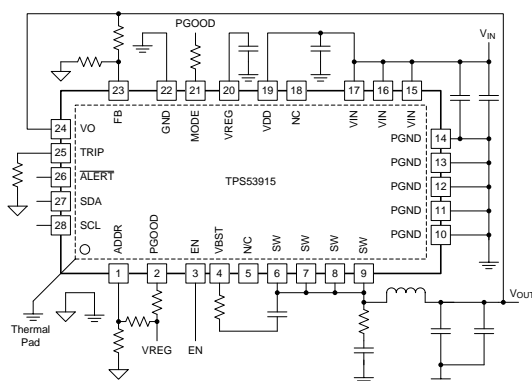 PGOOD
VIN
23
22
21
20
19
18
17
16
15
FB
GND
MODE
VREG
VDD
NC
VIN
VIN
VIN
24
VO
25
TRIP
26
ALERT
27
SDA
28
SCL
TPS53915
PGND
14
PGND
13
PGND
12
PGND
11
PGND
10
ADDR
PGOOD
EN
VBST
N/C
SW
SW
SW
SW
1
2
3
4
5
6
7
8
9
VOUT
Thermal
Pad
VREG
EN